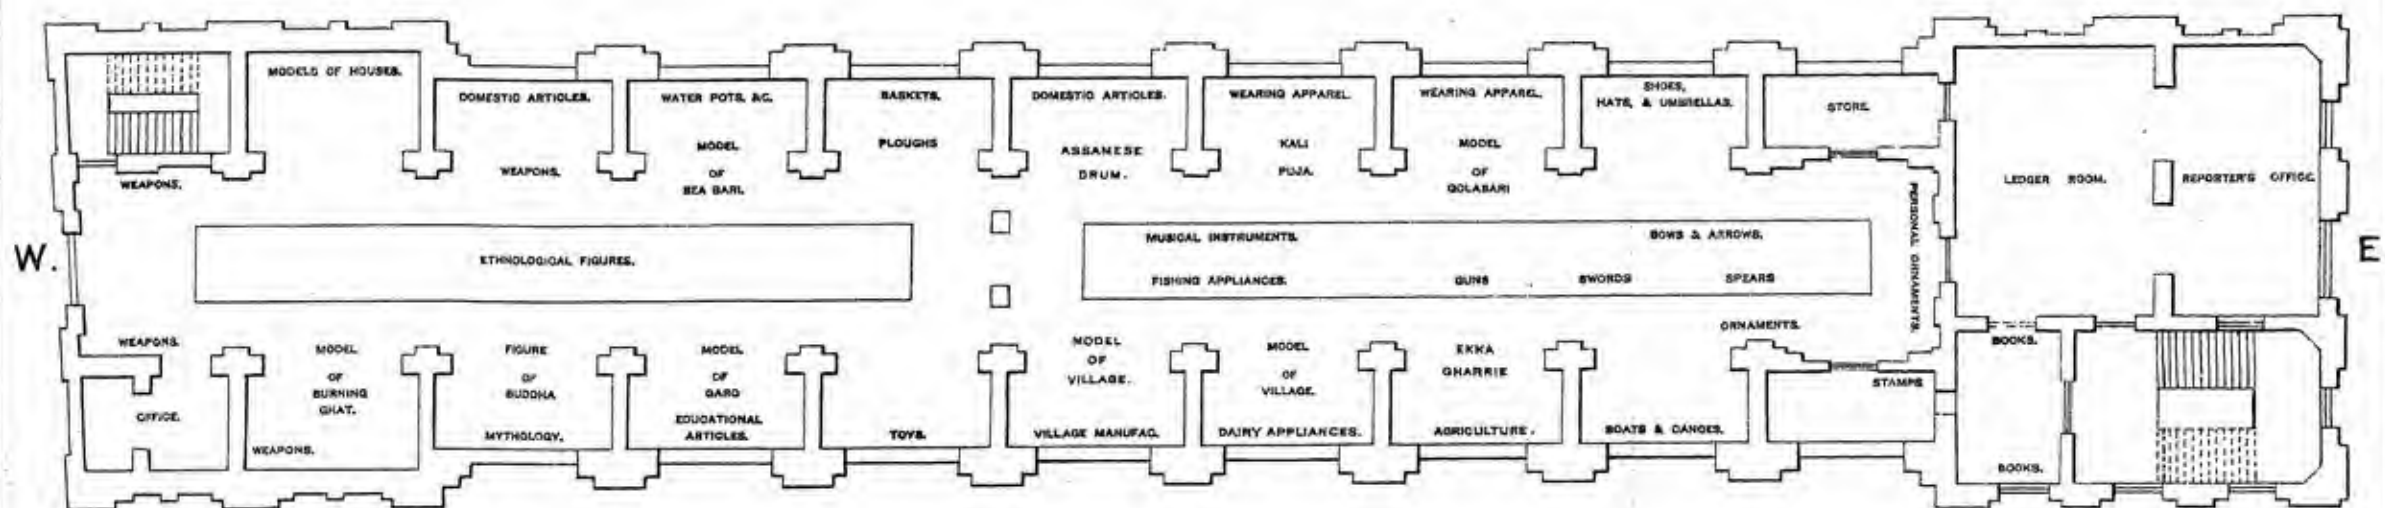 MODELS OF HOUSES.
DOMESTIC ARTICLES.
WEAPONS.
WATER POTS, &C.
MODEL
OF
BEA BARI.
BASKETS.
PLOUGHS
DOMESTIC ARTICLES.
ASSAMESE
DRUM.
WEARING APPAREL.
KALI
PUJA.
WEARING APPAREL.
MODEL
OF
GOLABARI
SHOES,
HATS, & UMBRELLAS.
STORE.
LEDGER ROOM.
REPORTER'S OFFICE.
WEAPONS.
W.
ETHNOLOGICAL FIGURES.
MUSICAL INSTRUMENTS.
BOWS & ARROWS.
FISHING APPLIANCES.
GUNS
SWORDS
SPEARS
PERSONAL ORNAMENTS.
E
ORNAMENTS.
WEAPONS.
OFFICE.
MODEL
OF
BURNING
GHAT.
WEAPONS.
FIGURE
OF
BUDDHA
MYTHOLOGY.
MODEL
OF
GARO
EDUCATIONAL
ARTICLES.
TOYS.
MODEL
OF
VILLAGE.
VILLAGE MANUFAC.
MODEL
OF
VILLAGE.
DAIRY APPLIANCES.
EKKA
GHARRIE
AGRICULTURE.
BOATS & CANOES.
STAMPS
BOOKS.
BOOKS.